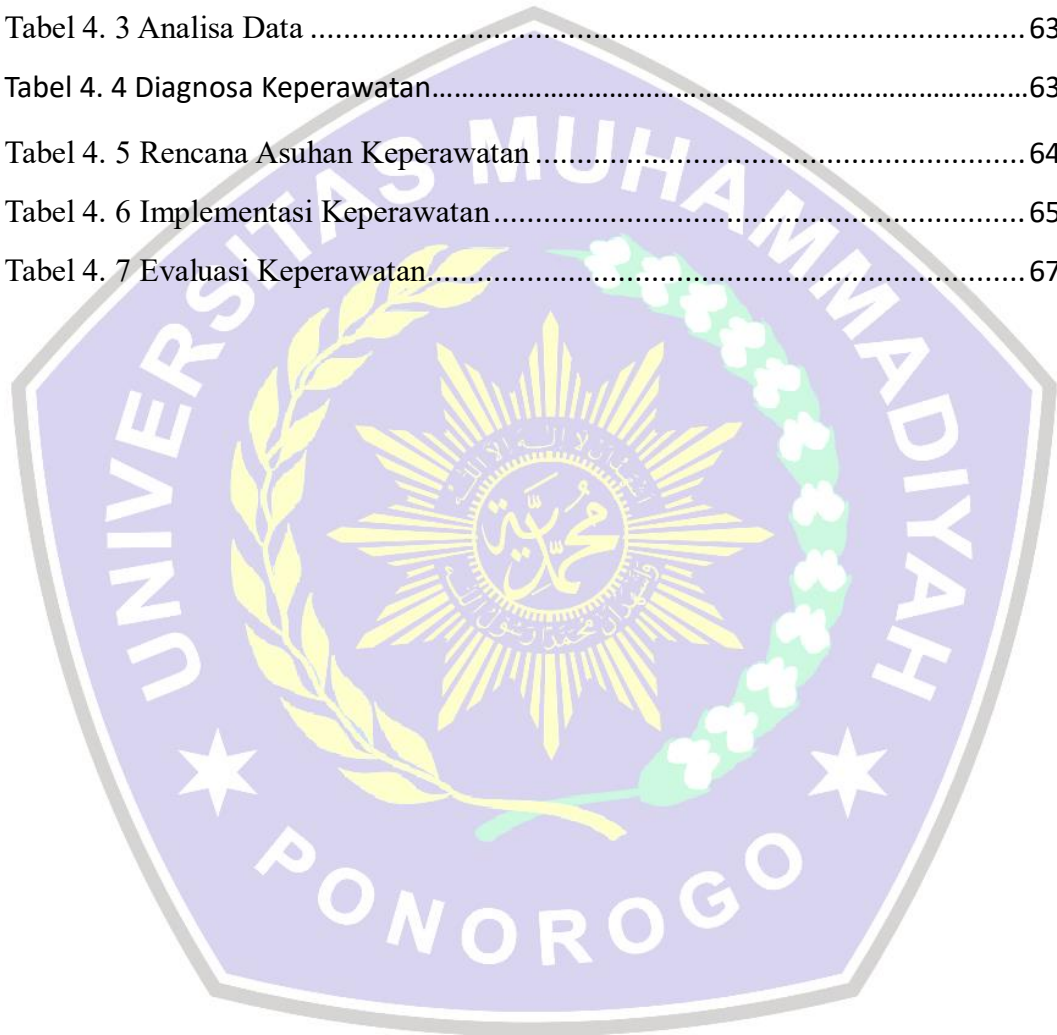 Tabel 4. 3 Analisa Data ........................................................................................ 63
Tabel 4. 4 Diagnosa Keperawatan........................................................................................63
Tabel 4. 5 Rencana Asuhan Keperawatan ............................................................ 64
Tabel 4. 6 Implementasi Keperawatan ................................................................. 65
Tabel 4. 7 Evaluasi Keperawatan......................................................................... 67
UNIVERSITAS MUHAMMADIYAH
محمدية
PONOROGO